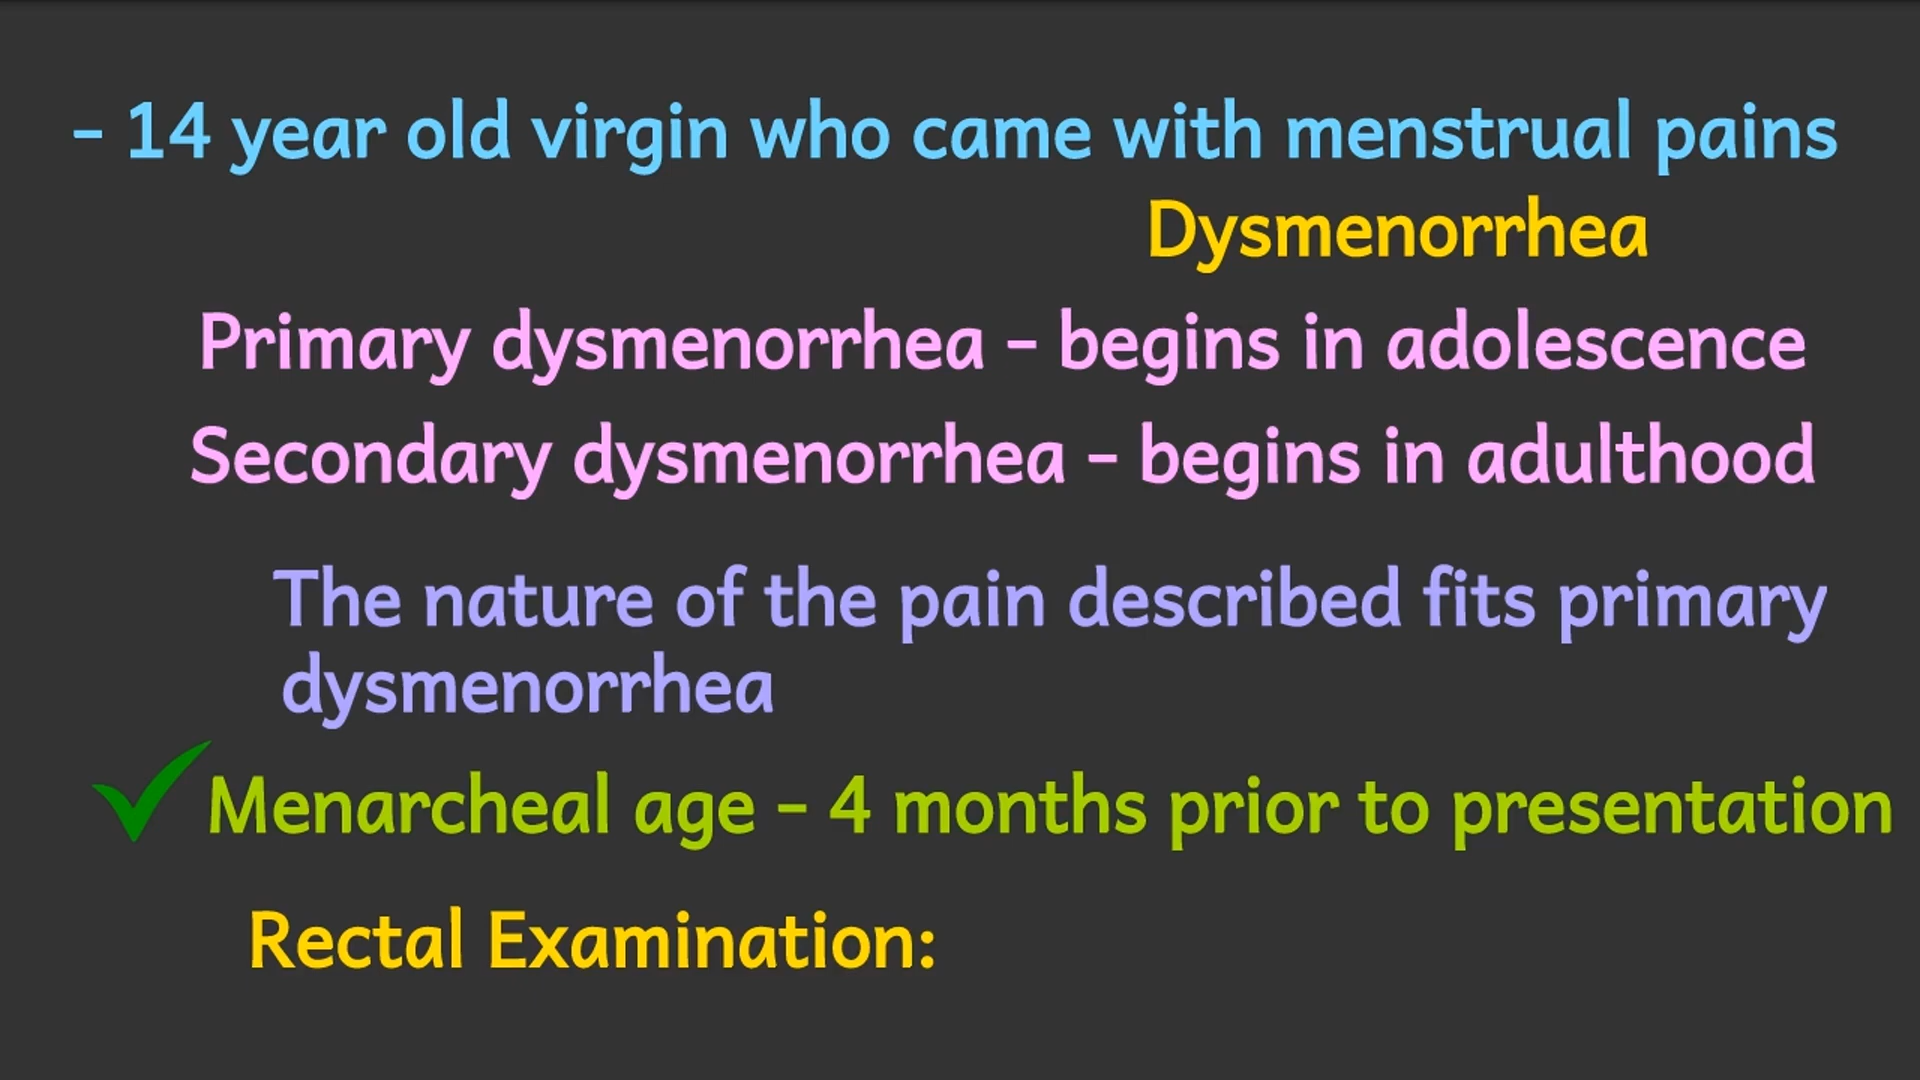 - 14 year old virgin who came with menstrual pains
Dysmenorrhea
Primary dysmenorrhea - begins in adolescence
Secondary dysmenorrhea - begins in adulthood
The nature of the pain described fits primary
dysmenorrhea
Menarcheal age - 4 months prior to presentation
Rectal Examination: